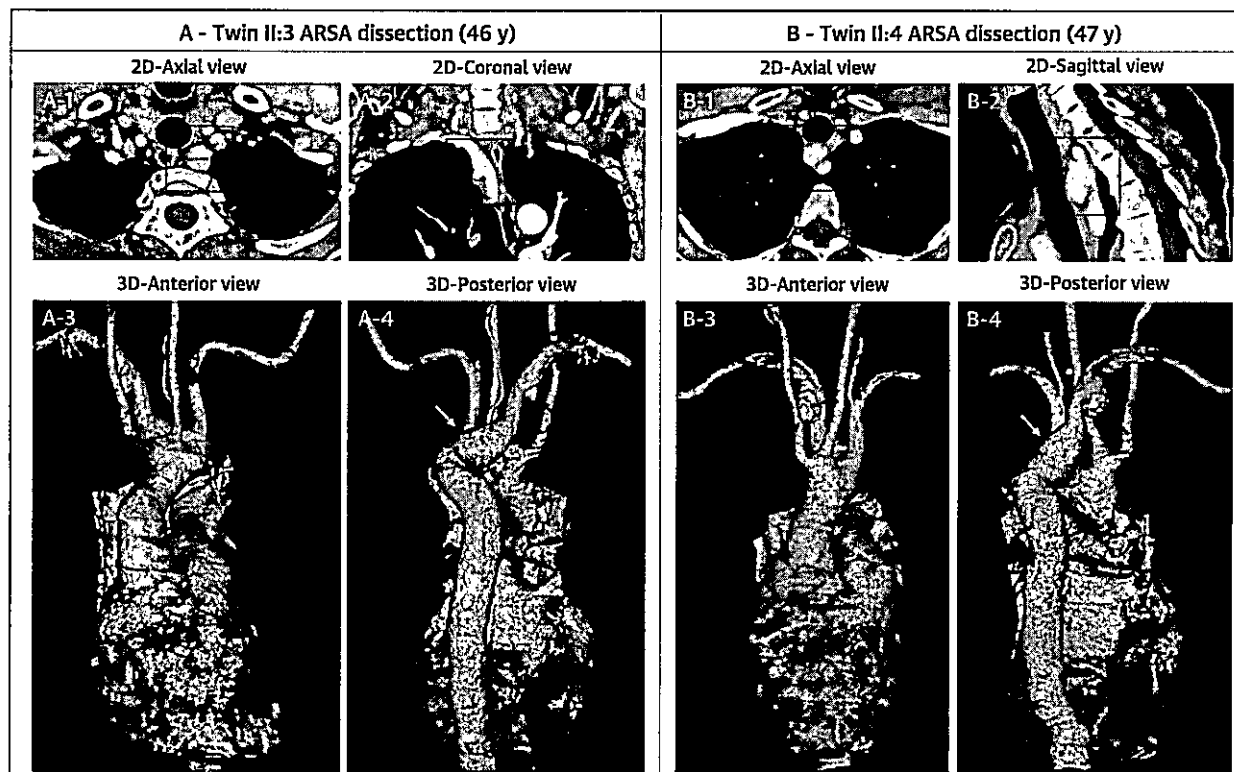 A - Twin II:3 ARSA dissection (46 y)
2D-Axial view
2D-Coronal view
A-1
A-2
3D-Anterior view
3D-Posterior view
A-3
A-4
B - Twin II:4 ARSA dissection (47 y)
2D-Axial view
2D-Sagittal view
B-1
B-2
3D-Anterior view
3D-Posterior view
B-3
B-4